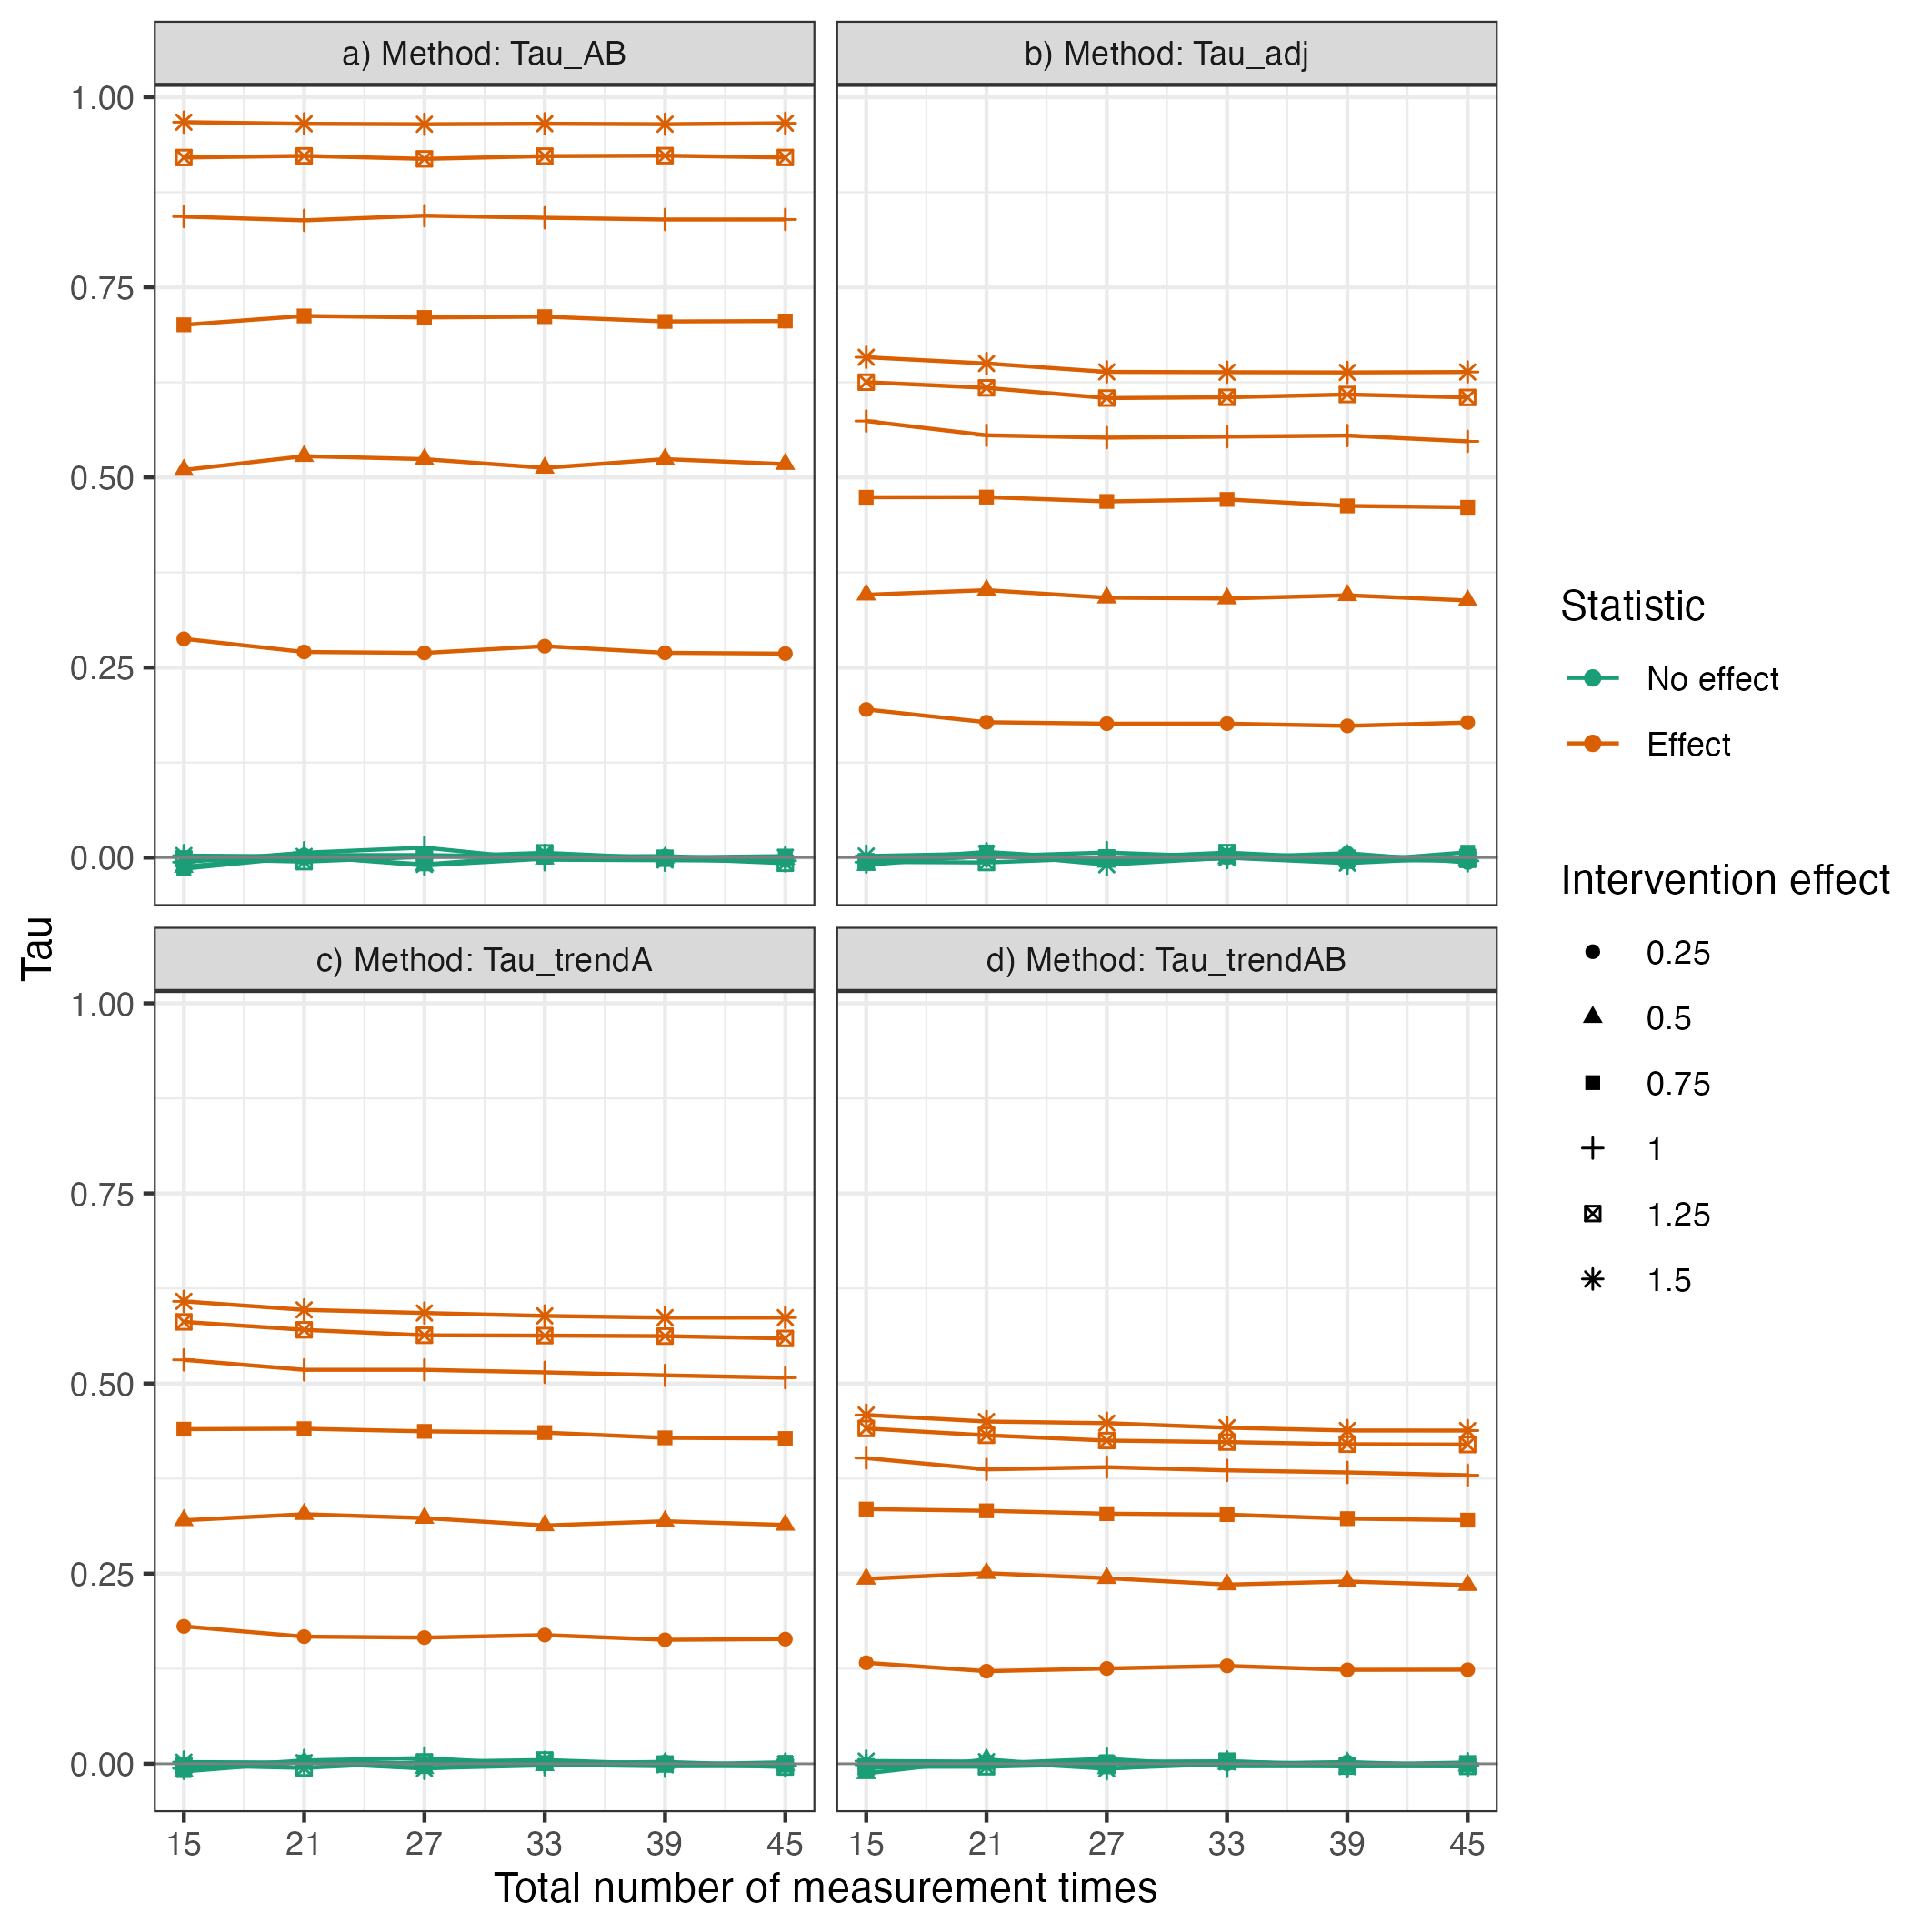 a) Method: Tau_AB
b) Method: Tau_adj
1.00
0.75
0.50
0.25
0.00
Tau
c) Method: Tau_trendA
d) Method: Tau_trendAB
1.00
0.75
0.50
0.25
0.00
15 21 27 33 39 45
15 21 27 33 39 45
Total number of measurement times
Statistic
No effect
Effect
Intervention effect
0.25
0.5
0.75
1
1.25
1.5